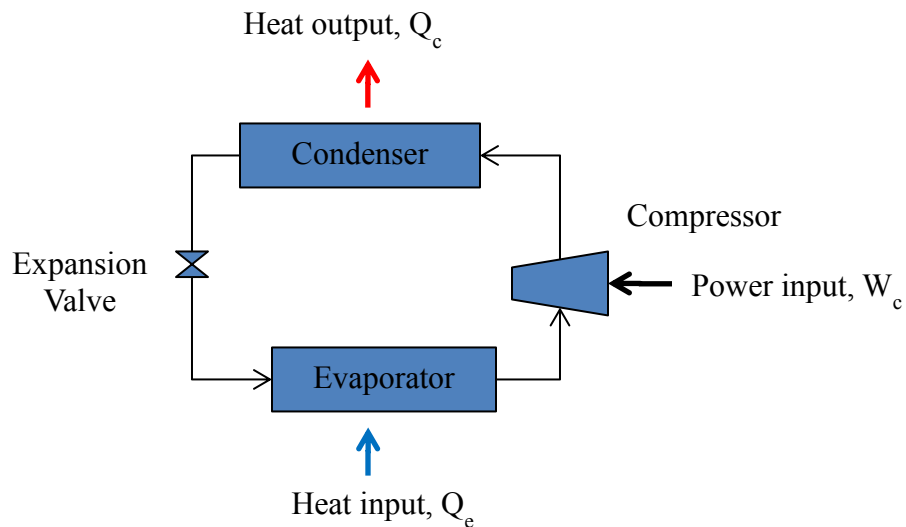 Heat output, Qc
Condenser
Compressor
Expansion
Valve
Power input, Wc
Evaporator
Heat input, Qe